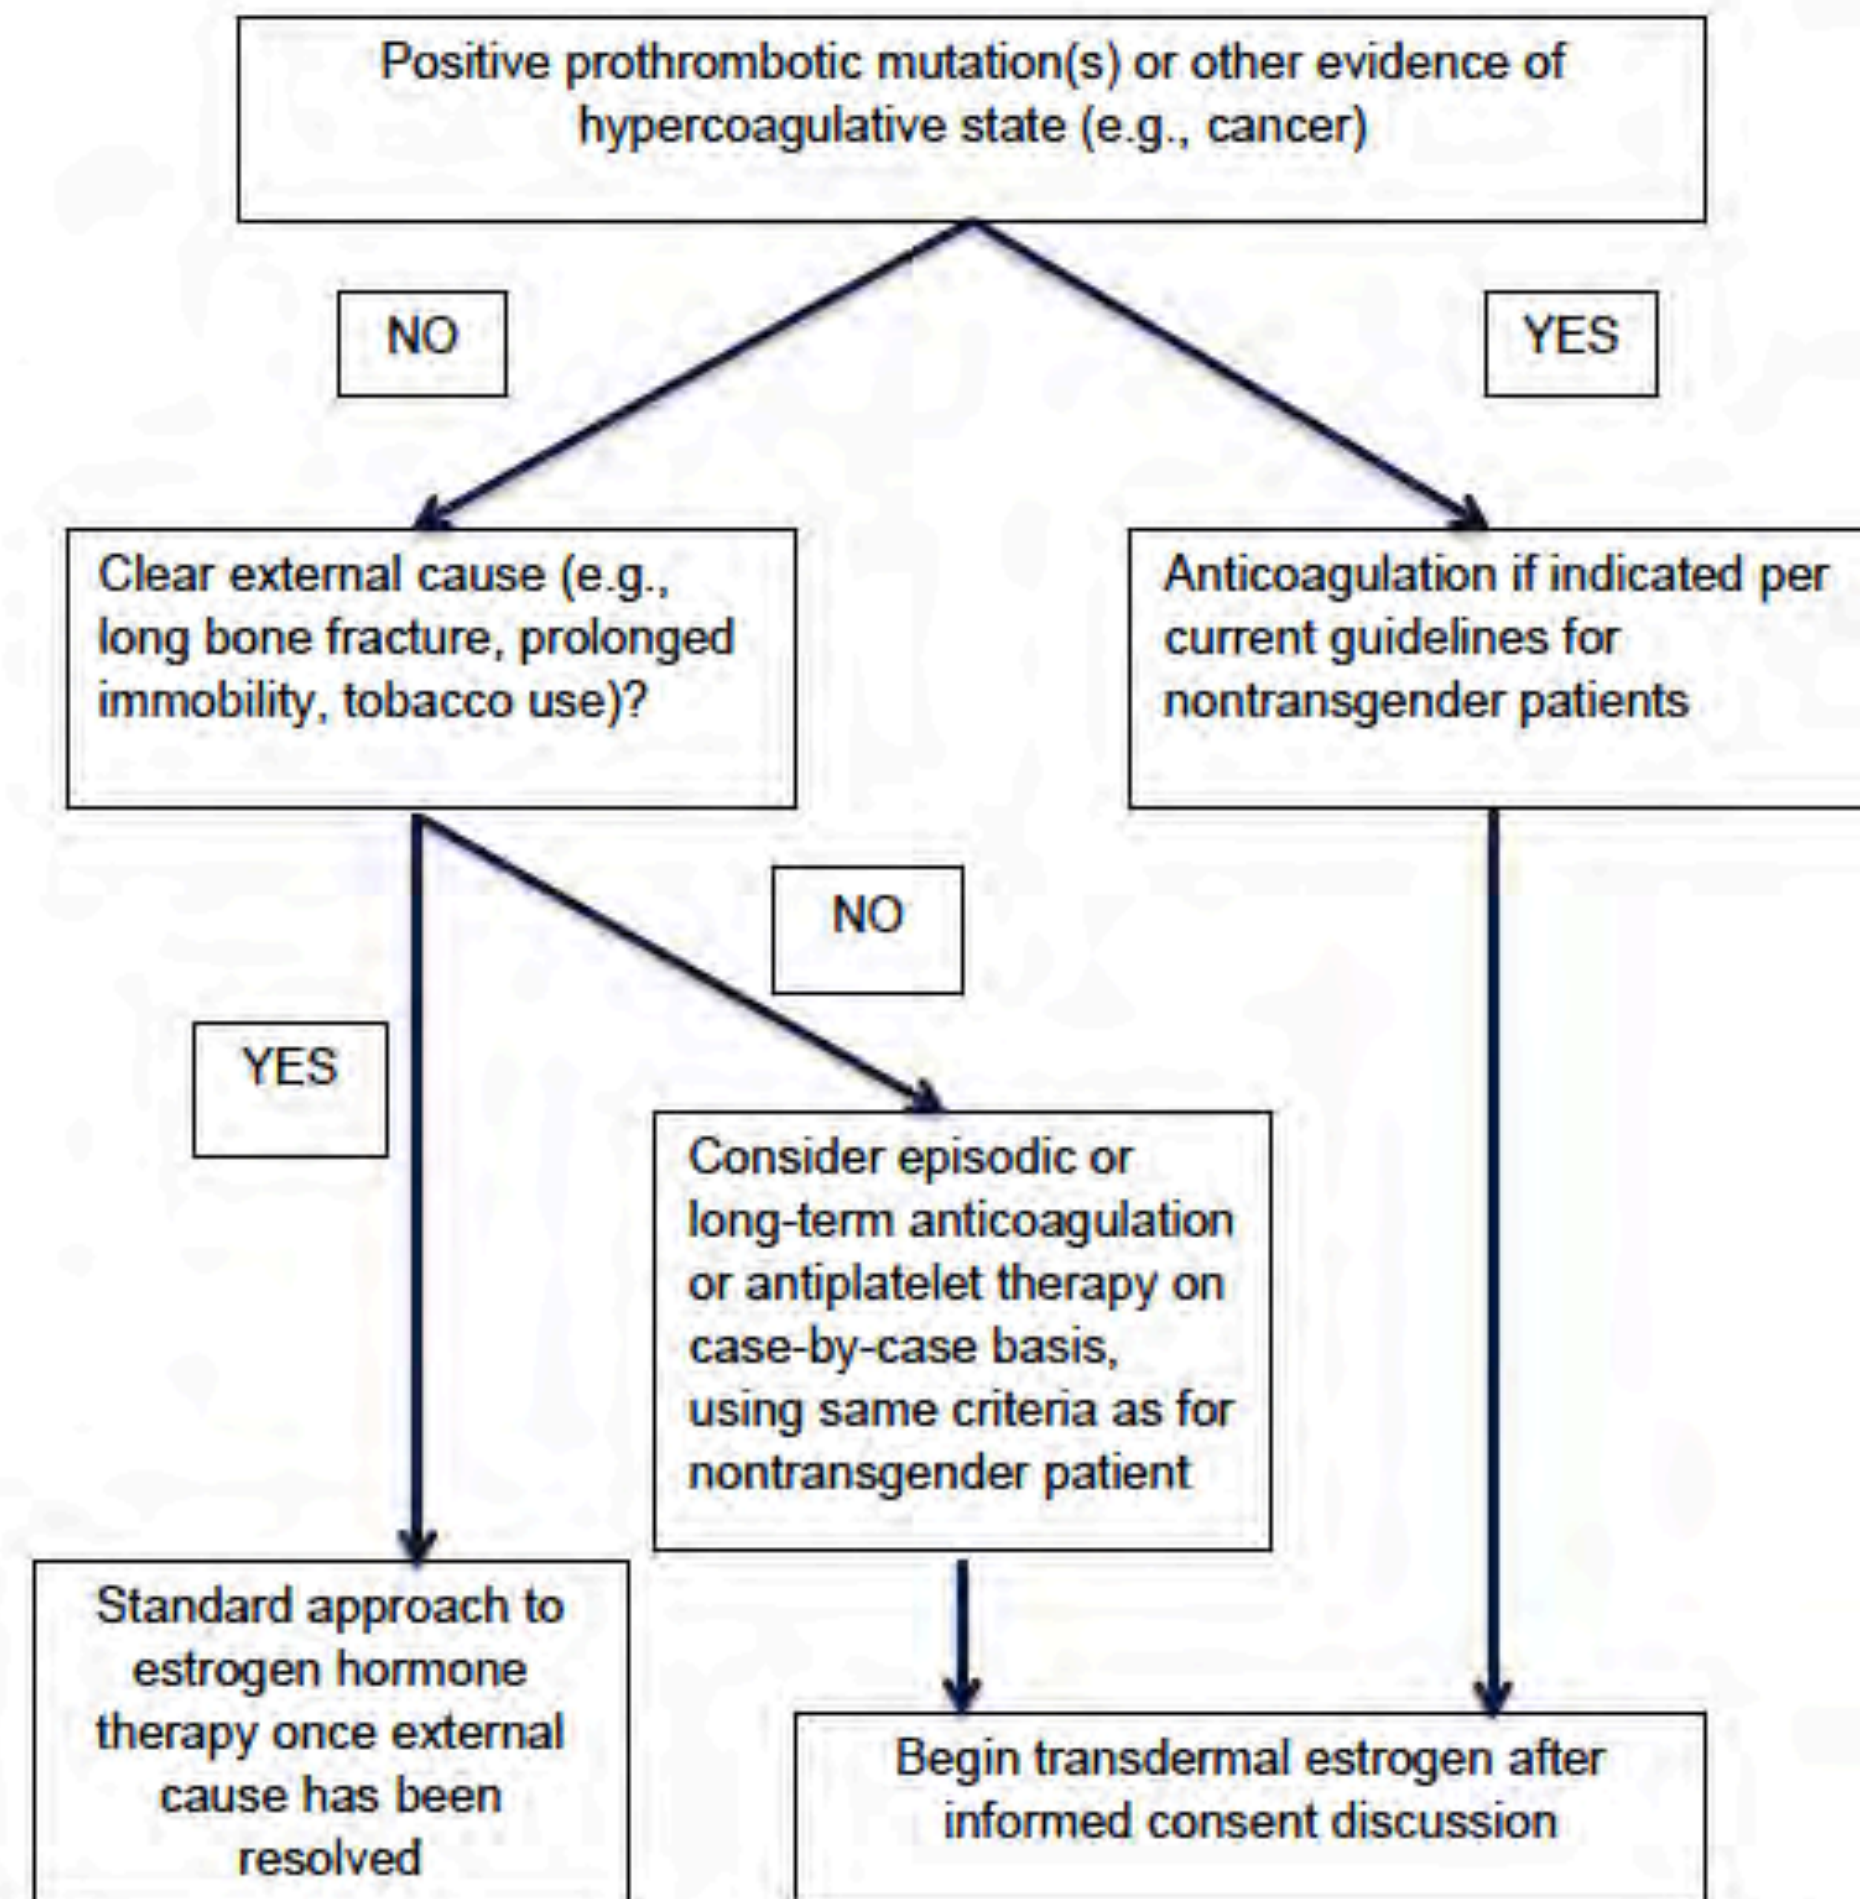 Positive prothrombotic mutation(s) or other evidence of
hypercoagulative state (e.g., cancer)
NO
YES
Clear external cause (e.g.,
long bone fracture, prolonged
immobility, tobacco use)?
Anticoagulation if indicated per
current guidelines for
nontransgender patients
NO
YES
Consider episodic or
long-term anticoagulation
or antiplatelet therapy on
case-by-case basis,
using same criteria as for
nontransgender patient
Standard approach to
estrogen hormone
therapy once external
cause has been
resolved
Begin transdermal estrogen after
informed consent discussion